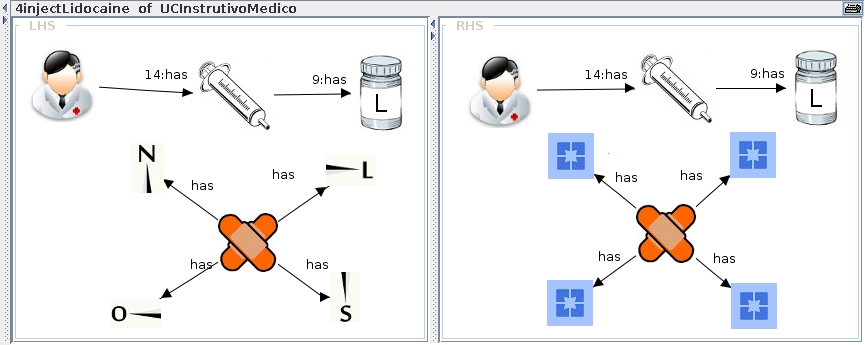 4injectLidocaine of UCInstrutivoMedico
LHS
14:has
9:has
L
N
has
has
L
has
has
O
S
RHS
14:has
9:has
L
has
has
has
has